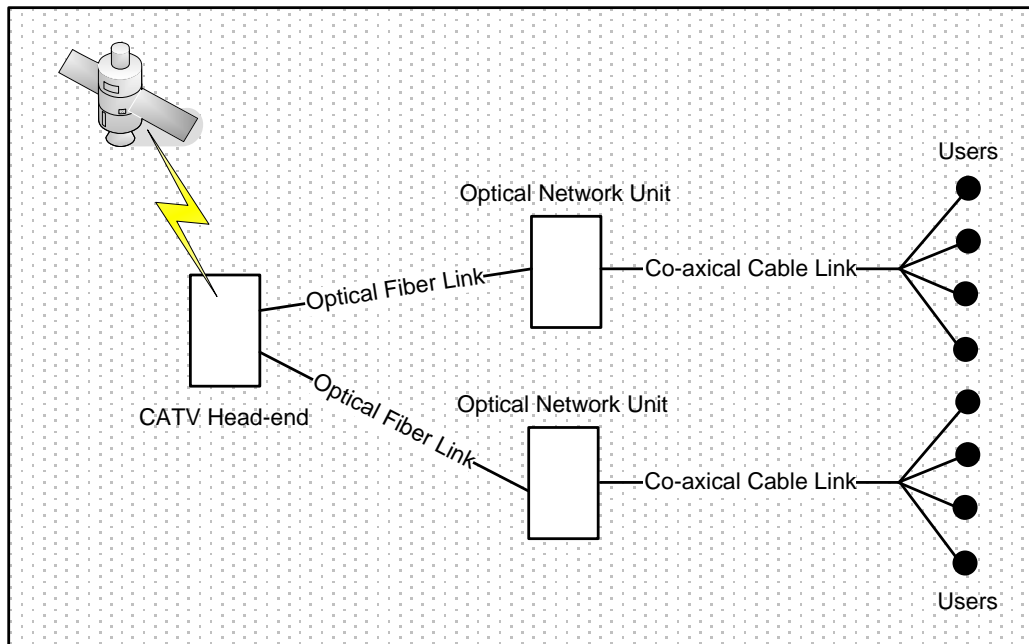 Users
Optical Network Unit
Co-axical Cable Link
Optical Fiber Link
Optical Fiber Link
CATV Head-end
Optical Network Unit
Co-axical Cable Link
Users